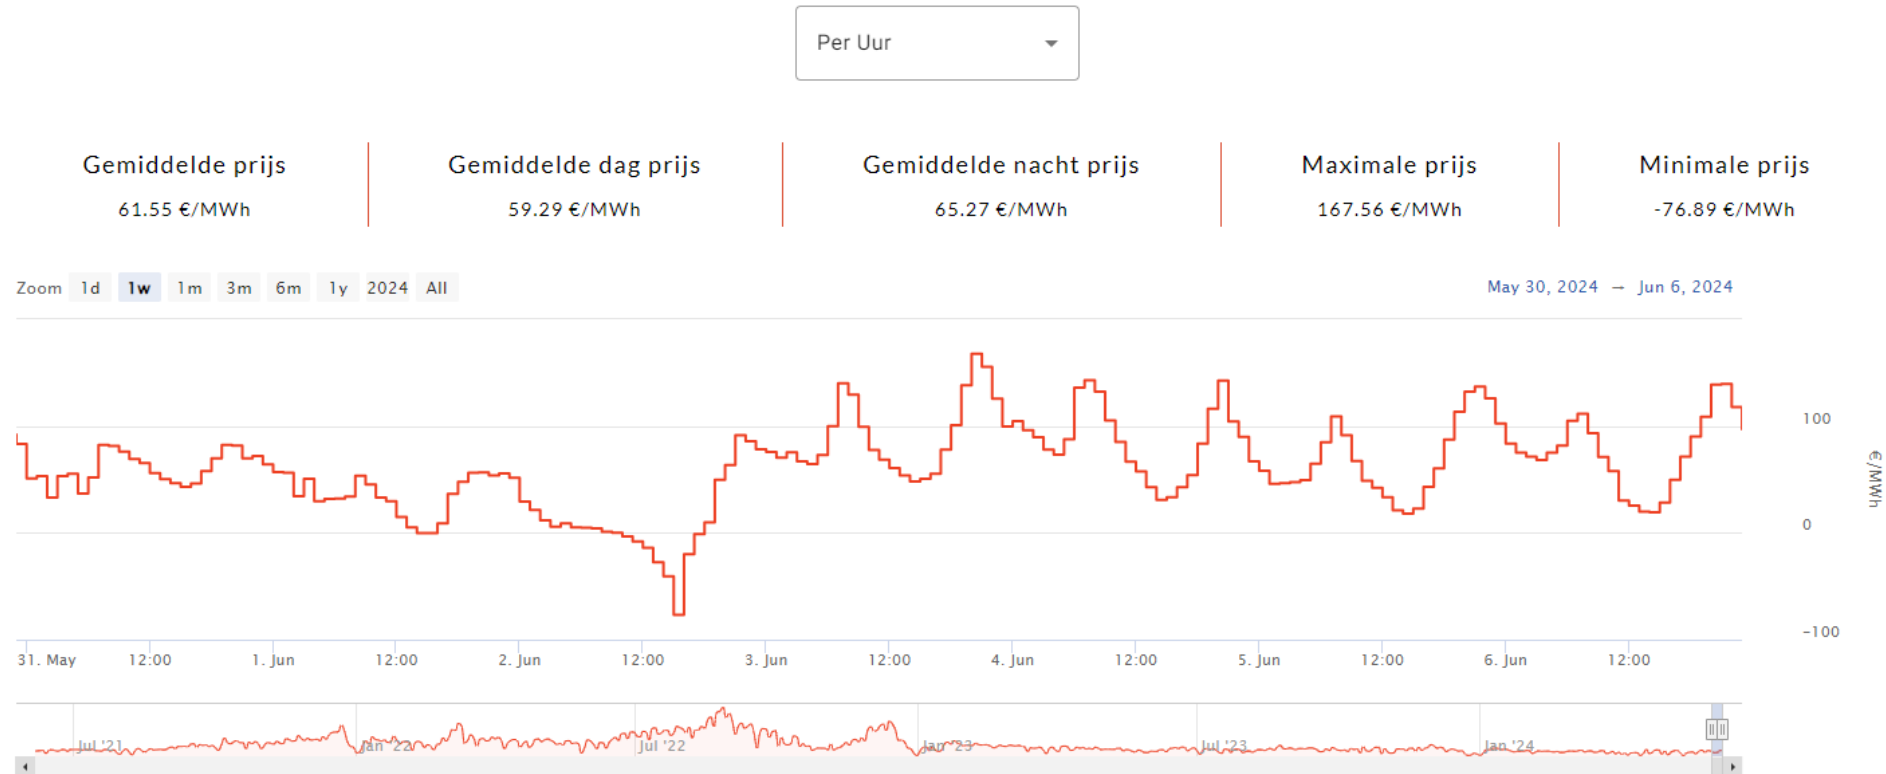 Per Uur
Gemiddelde prijs
61.55 €/MWh
Gemiddelde dag prijs
59.29 €/MWh
Gemiddelde nacht prijs
65.27 €/MWh
Maximale prijs
167.56 €/MWh
Minimale prijs
-76.89 €/MWh
Zoom 1d 1w 1m 3m 6m 1y 2024 All
May 30, 2024 → Jun 6, 2024
100
0
-100
€/MWh
31. May 12:00 1. Jun 12:00 2. Jun 12:00 3. Jun 12:00 4. Jun 12:00 5. Jun 12:00 6. Jun 12:00
Jul '21 Jan '22 Jul '22 Jan '23 Jul '23 Jan '24